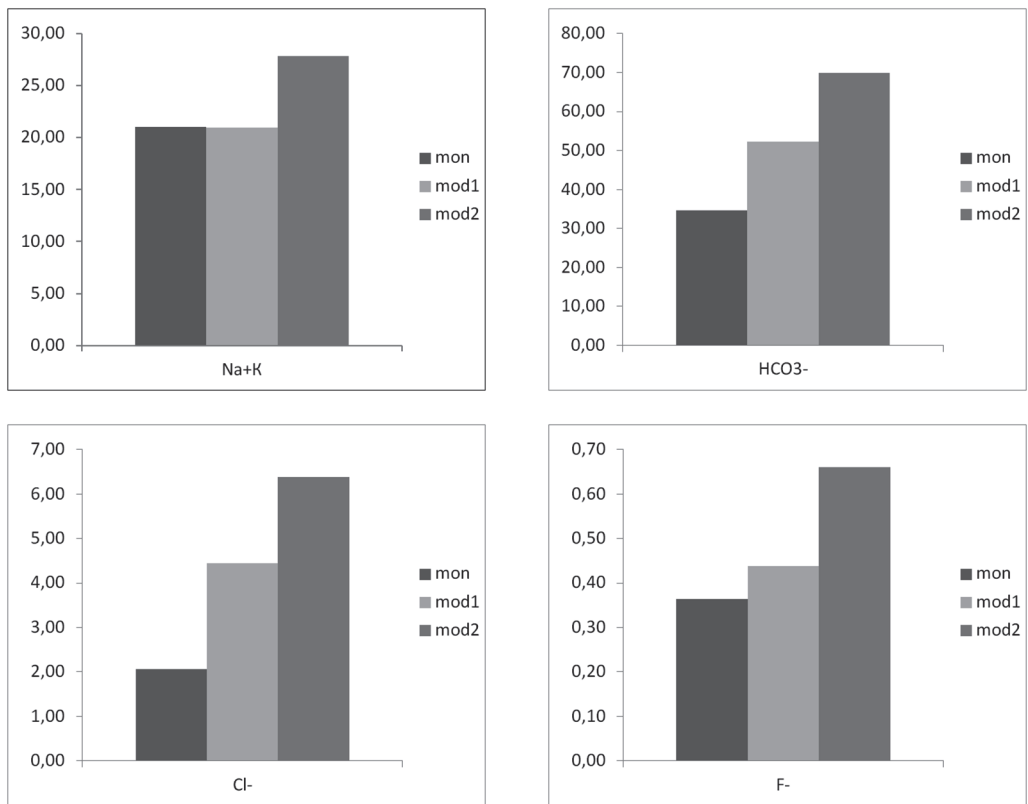 30,00
25,00
20,00
15,00
10,00
5,00
0,00
Na+K
mon
mod1
mod2
80,00
70,00
60,00
50,00
40,00
30,00
20,00
10,00
0,00
HCO3-
mon
mod1
mod2
7,00
6,00
5,00
4,00
3,00
2,00
1,00
0,00
Cl-
mon
mod1
mod2
0,70
0,60
0,50
0,40
0,30
0,20
0,10
0,00
F-
mon
mod1
mod2